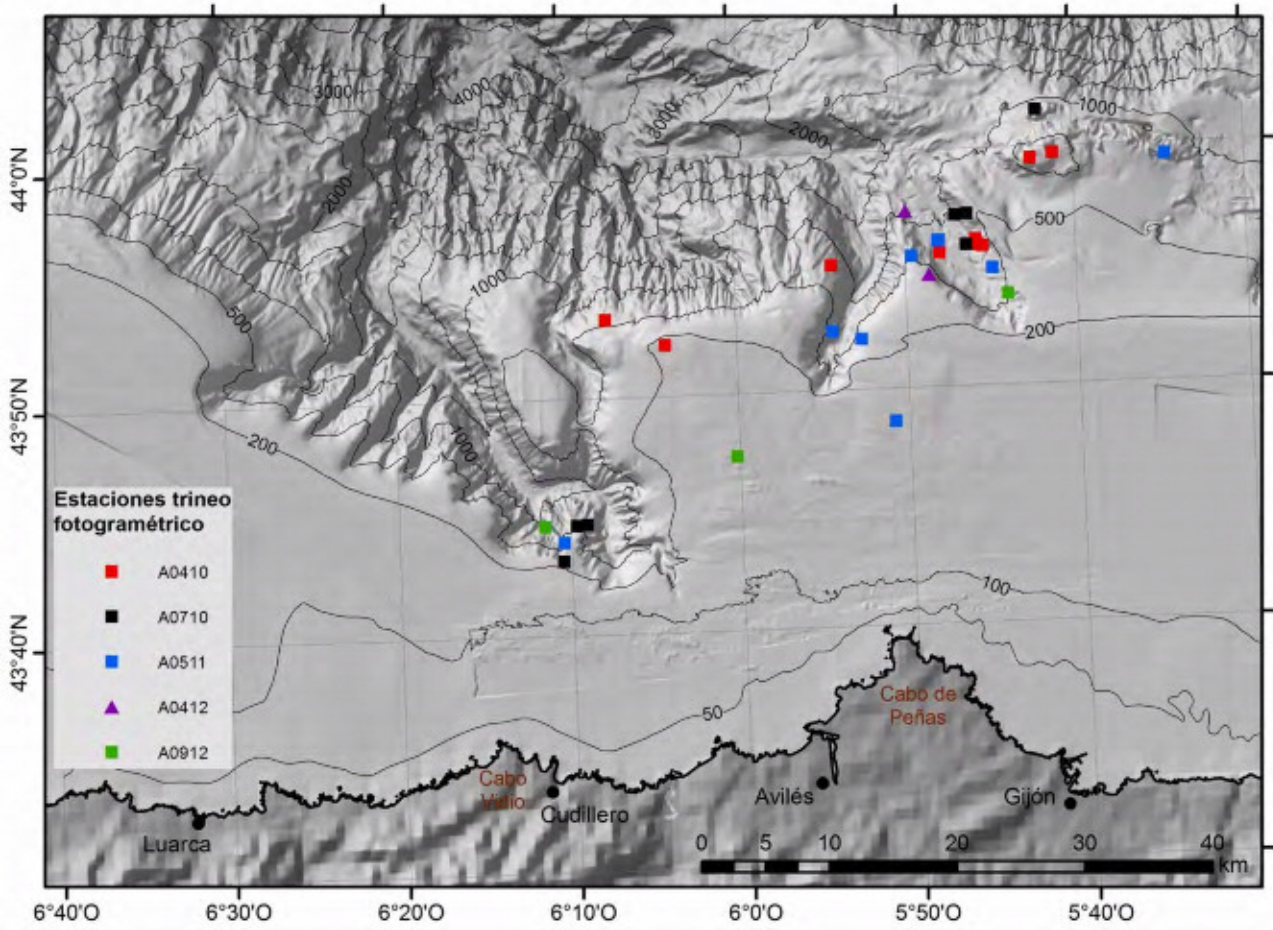 3000
4000
3000
2000
1000
2000
500
1000
500
200
200
1000
100
50
44°0'N
43°50'N
43°40'N
Estaciones trineo
fotogramétrico
A0410
A0710
A0511
A0412
A0912
Cabo de
Peñas
Cabo
Vidio
Luarca
Cudillero
Avilés
Gijón
0 5 10 20 30 40
km
6°40'O 6°30'O 6°20'O 6°10'O 6°0'O 5°50'O 5°40'O